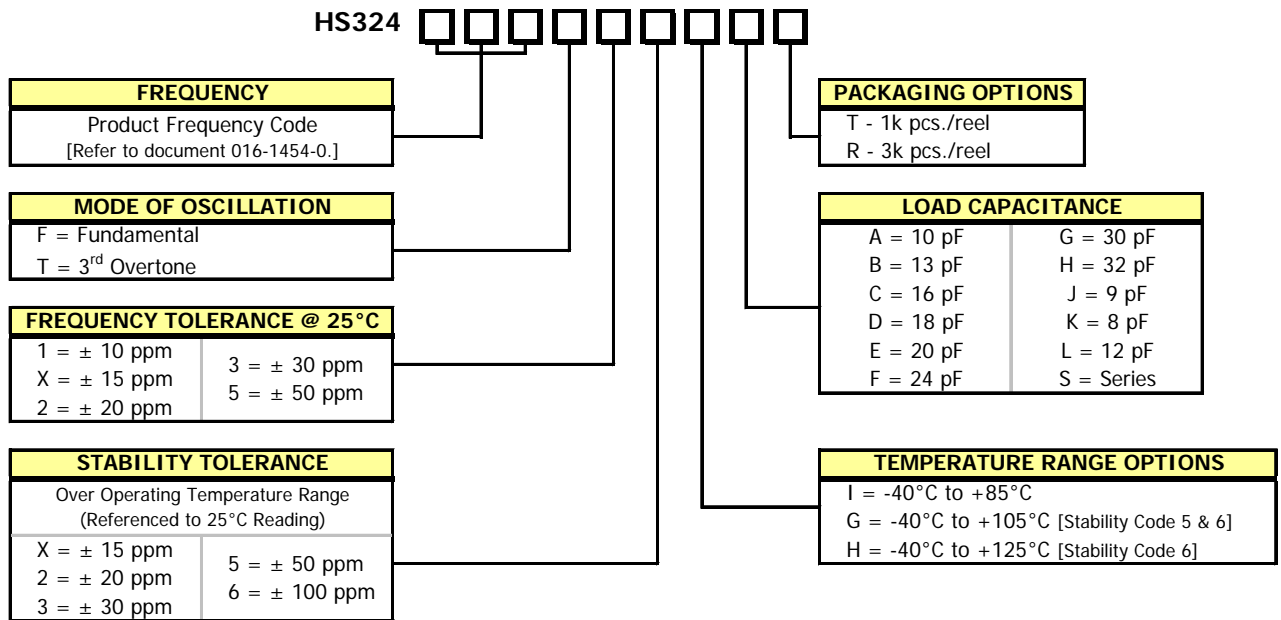 HS324
FREQUENCY
Product Frequency Code
[Refer to document 016-1454-0.]
MODE OF OSCILLATION
F = Fundamental
T = 3rd Overtone
FREQUENCY TOLERANCE @ 25°C
1 = ± 10 ppm
X = ± 15 ppm
2 = ± 20 ppm
3 = ± 30 ppm
5 = ± 50 ppm
STABILITY TOLERANCE
Over Operating Temperature Range
(Referenced to 25°C Reading)
X = ± 15 ppm
2 = ± 20 ppm
3 = ± 30 ppm
5 = ± 50 ppm
6 = ± 100 ppm
PACKAGING OPTIONS
T - 1k pcs./reel
R - 3k pcs./reel
LOAD CAPACITANCE
A = 10 pF
B = 13 pF
C = 16 pF
D = 18 pF
E = 20 pF
F = 24 pF
G = 30 pF
H = 32 pF
J = 9 pF
K = 8 pF
L = 12 pF
S = Series
TEMPERATURE RANGE OPTIONS
I = -40°C to +85°C
G = -40°C to +105°C [Stability Code 5 & 6]
H = -40°C to +125°C [Stability Code 6]